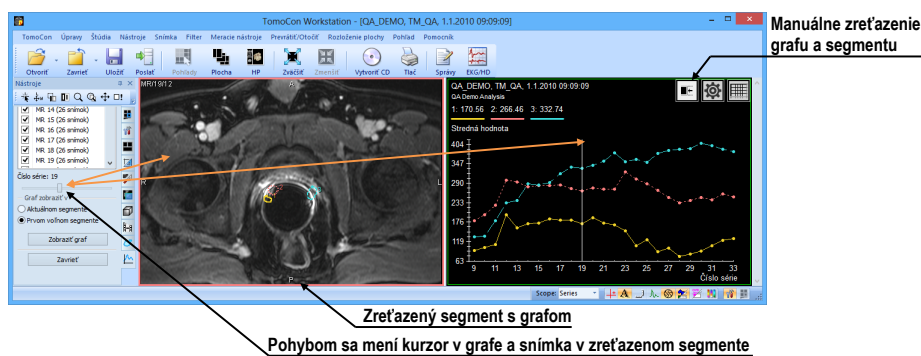 TomoCon Workstation - [QA_DEMO, TM_QA, 1.1.2010 09:09:09]
Manuálne zreťazenie
grafu a segmentu
TomoCon Úpravy Štúdia Nástroje Snímka Filter Meracie nástroje Prevrátiť/Otočiť Rozloženie plochy Pohľad Pomocník
Otvoriť Zavrieť Uložiť Poslať Pohľady Plocha HP Zväčšiť Zmenšiť Vytvoriť CD Tlač Správy EKG/HD
Nástroje
MR 14 (26 snímok)
MR 15 (26 snímok)
MR 16 (26 snímok)
MR 17 (26 snímok)
MR 18 (26 snímok)
MR 19 (26 snímok)
Číslo série: 19
Graf zobraziť v
Aktuálnom segmente
Prvom voľnom segmente
Zobraziť graf
Zavrieť
MR/19/12
A
R
L
P
QA_DEMO, TM_QA, 1.1.2010 09:09:09
QA Demo Analysis
1: 170.56 2: 266.46 3: 332.74
Stredná hodnota
404
347
290
233
176
119
63
9 11 13 15 17 19 21 23 25 27 29 31 33
Číslo série
Scope: Series
Zreťazený segment s grafom
Pohybom sa mení kurzor v grafe a snímka v zreťazenom segmente